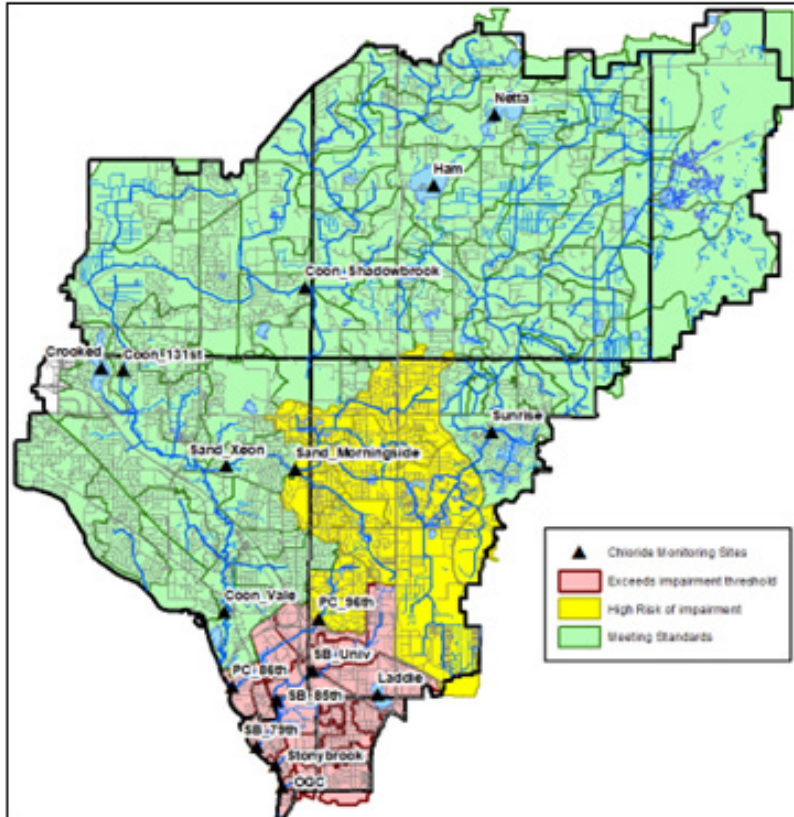 Netta
Ham
Coon_Shadowbrook
Crooked
Coon_131st
Sunrise
Sand_Xeon
Sand_Morningside
Chloride Monitoring Sites
Exceeds impairment threshold
High Risk of impairment
Meeting Standards
Coon_Vale
PC_96th
SB_Univ
PC_86th
Laddie
SB_85th
SB_79th
Stonybrook
OGC